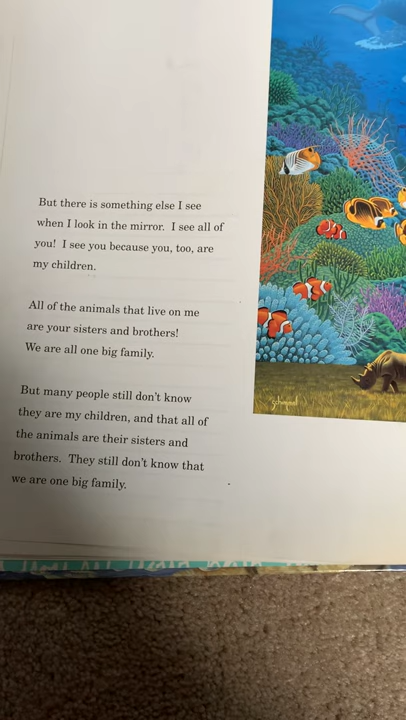 But there is something else I see
when I look in the mirror. I see all of
you! I see you because you, too, are
my children.
All of the animals that live on me
are your sisters and brothers!
We are all one big family.
But many people still don't know
they are my children, and that all of
the animals are their sisters and
brothers. They still don't know that
we are one big family.